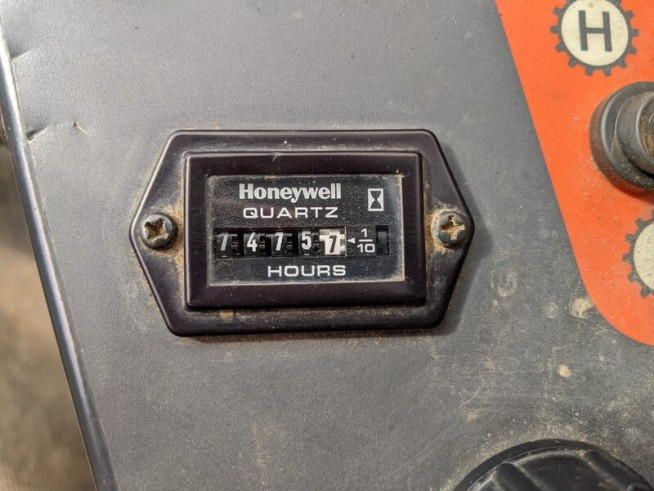 H
Honeywell
QUARTZ
7 4 7 5 7 ◄ 1/10
HOURS